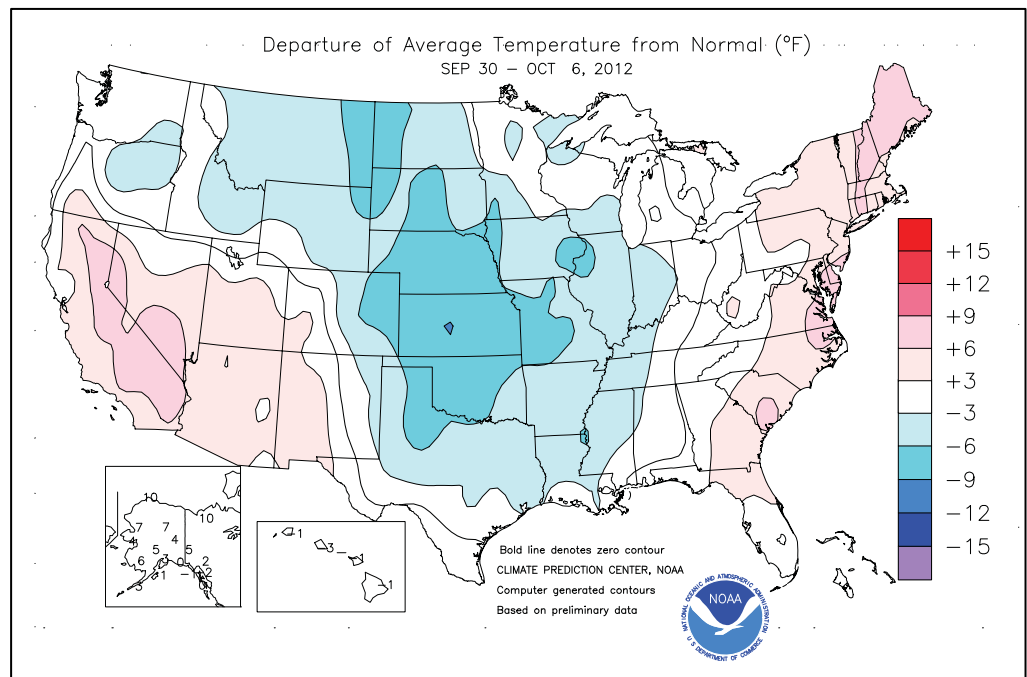 Departure of Average Temperature from Normal (°F)
SEP 30 – OCT 6, 2012
+15
+12
+9
+6
+3
−3
−6
−9
−12
−15
10
10
7 7
4
6 5 5
2
1
1
3
1
Bold line denotes zero contour
CLIMATE PREDICTION CENTER, NOAA
Computer generated contours
Based on preliminary data
NATIONAL OCEANIC AND ATMOSPHERIC ADMINISTRATION
NOAA
U S DEPARTMENT OF COMMERCE